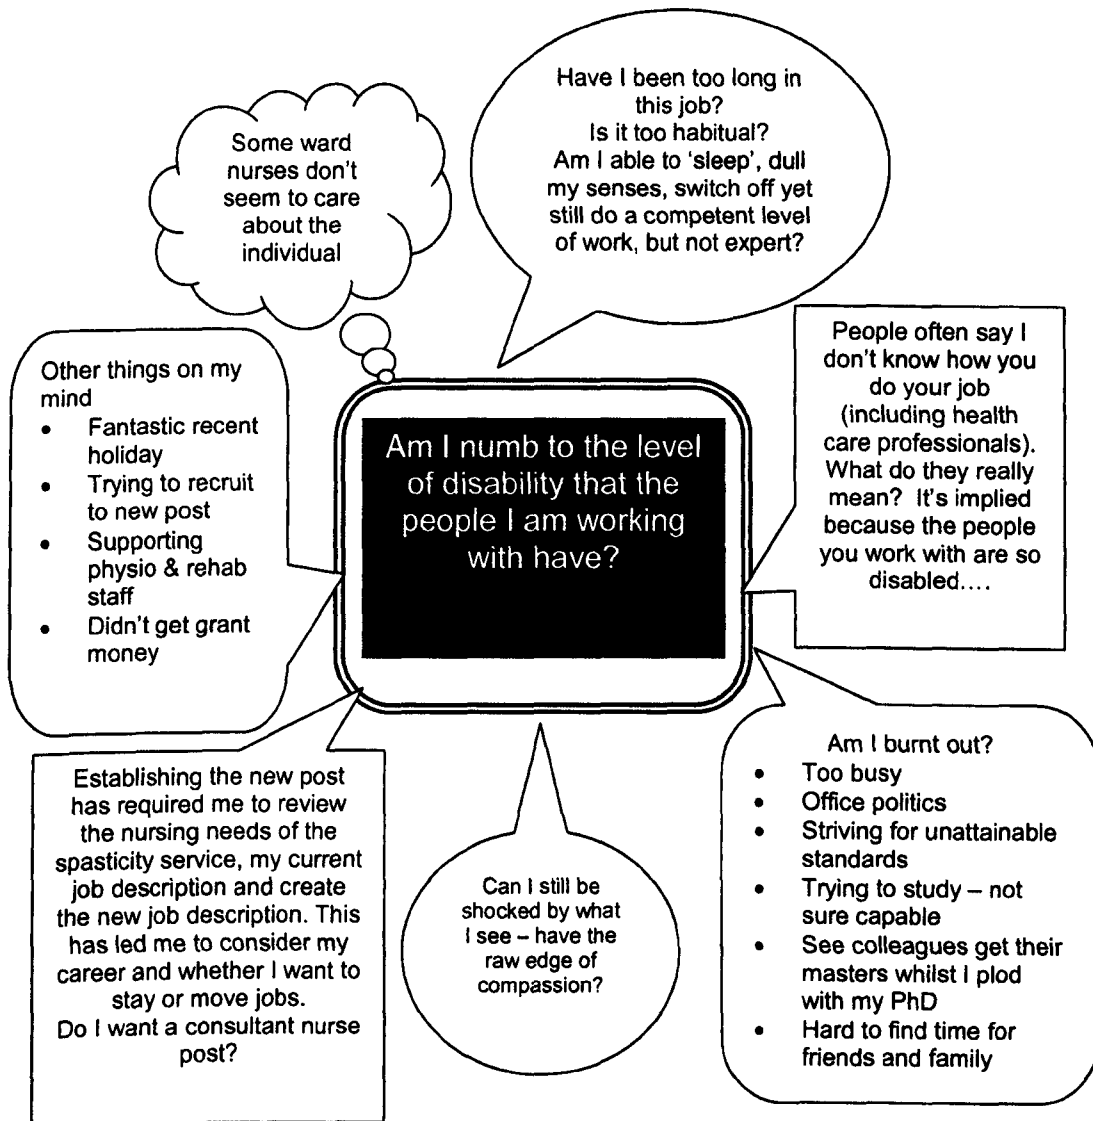 Some ward
nurses don't
seem to care
about the
individual
Have I been too long in
this job?
Is it too habitual?
Am I able to 'sleep', dull
my senses, switch off yet
still do a competent level
of work, but not expert?
Other things on my
mind
• Fantastic recent
holiday
• Trying to recruit
to new post
• Supporting
physio & rehab
staff
• Didn't get grant
money
Am I numb to the level
of disability that the
people I am working
with have?
People often say I
don't know how you
do your job
(including health
care professionals).
What do they really
mean? It's implied
because the people
you work with are so
disabled....
Establishing the new post
has required me to review
the nursing needs of the
spasticity service, my current
job description and create
the new job description. This
has led me to consider my
career and whether I want to
stay or move jobs.
Do I want a consultant nurse
post?
Can I still be
shocked by what
I see – have the
raw edge of
compassion?
Am I burnt out?
• Too busy
• Office politics
• Striving for unattainable
standards
• Trying to study – not
sure capable
• See colleagues get their
masters whilst I plod
with my PhD
• Hard to find time for
friends and family